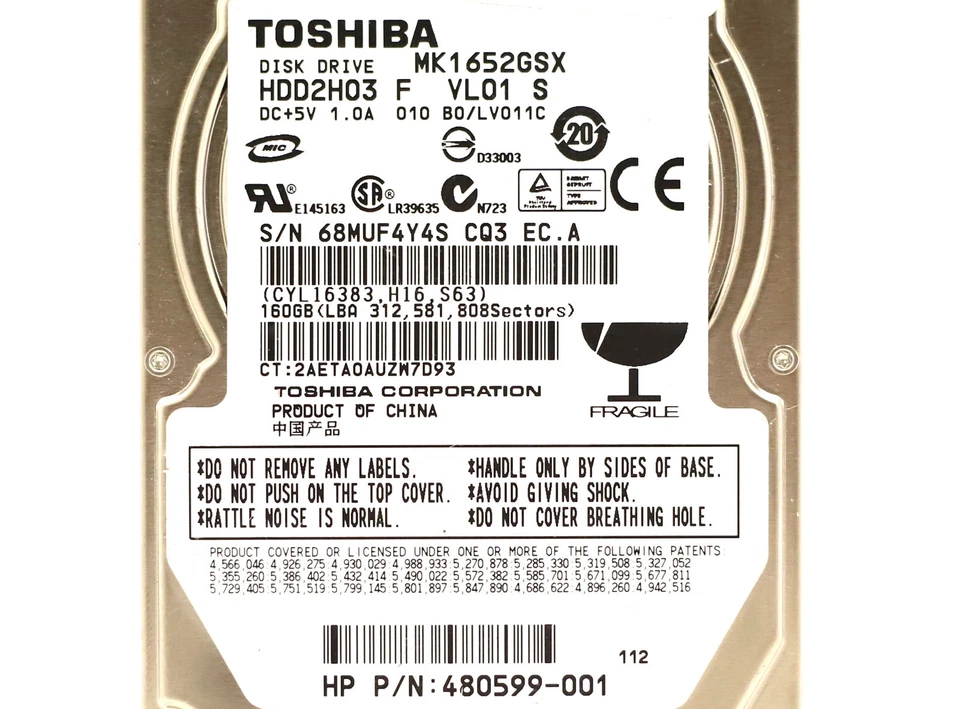 TOSHIBA
DISK DRIVE MK1652GSX
HDD2H03 F VL01 S
DC+5V 1.0A 010 B0/LV011C
20
MIC
D33003
E145163 LR39635 N723
S/N 68MUF4Y4S CQ3 EC.A
(CYL16383,H16,S63)
160GB(LBA 312,581,808Sectors)
CT:2AETA0AUZW7D93
TOSHIBA CORPORATION
PRODUCT OF CHINA
中国产品
FRAGILE
*DO NOT REMOVE ANY LABELS. *HANDLE ONLY BY SIDES OF BASE.
*DO NOT PUSH ON THE TOP COVER. *AVOID GIVING SHOCK.
*RATTLE NOISE IS NORMAL. *DO NOT COVER BREATHING HOLE.
PRODUCT COVERED OR LICENSED UNDER ONE OR MORE OF THE FOLLOWING PATENTS:
4,566,046 4,926,275 4,930,029 4,988,933 5,270,878 5,285,330 5,319,508 5,327,052
5,355,260 5,386,402 5,432,414 5,490,022 5,572,382 5,585,701 5,671,099 5,677,811
5,729,405 5,751,519 5,799,145 5,801,897 5,847,890 4,686,622 4,896,260 4,942,516
112
HP P/N:480599-001